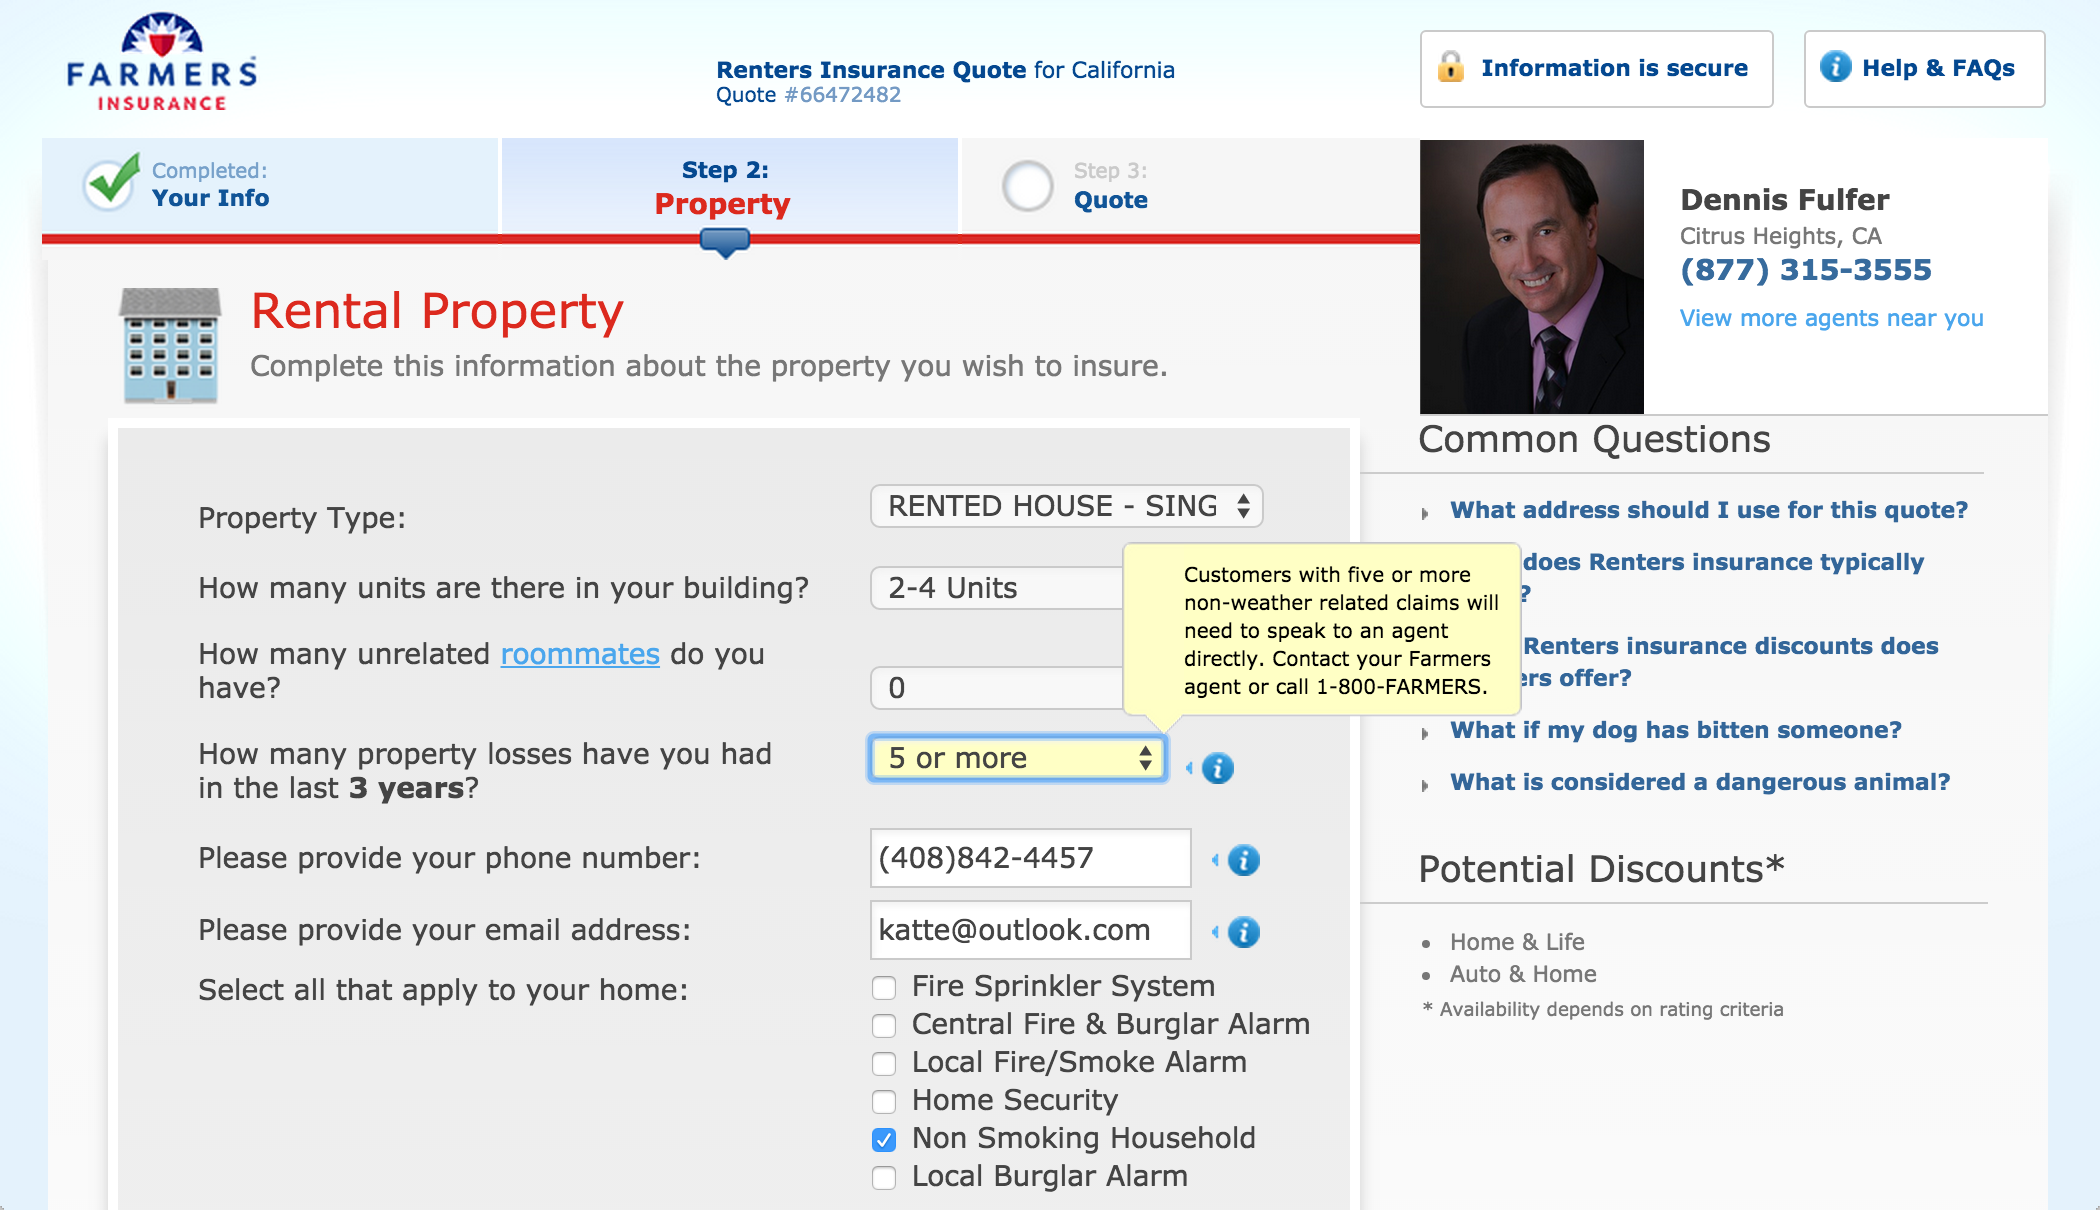 FARMERS
INSURANCE
Renters Insurance Quote for California
Quote #66472482
Information is secure
Help & FAQs
Completed:
Your Info
Step 2:
Property
Step 3:
Quote
Dennis Fulfer
Citrus Heights, CA
(877) 315-3555
View more agents near you
Rental Property
Complete this information about the property you wish to insure.
Property Type:
RENTED HOUSE - SING
How many units are there in your building?
2-4 Units
How many unrelated roommates do you
have?
0
Customers with five or more
non-weather related claims will
need to speak to an agent
directly. Contact your Farmers
agent or call 1-800-FARMERS.
How many property losses have you had
in the last 3 years?
5 or more
Please provide your phone number:
(408)842-4457
Please provide your email address:
katte@outlook.com
Select all that apply to your home:
Fire Sprinkler System
Central Fire & Burglar Alarm
Local Fire/Smoke Alarm
Home Security
Non Smoking Household
Local Burglar Alarm
Common Questions
What address should I use for this quote?
does Renters insurance typically
?
Renters insurance discounts does
ers offer?
What if my dog has bitten someone?
What is considered a dangerous animal?
Potential Discounts*
Home & Life
Auto & Home
* Availability depends on rating criteria